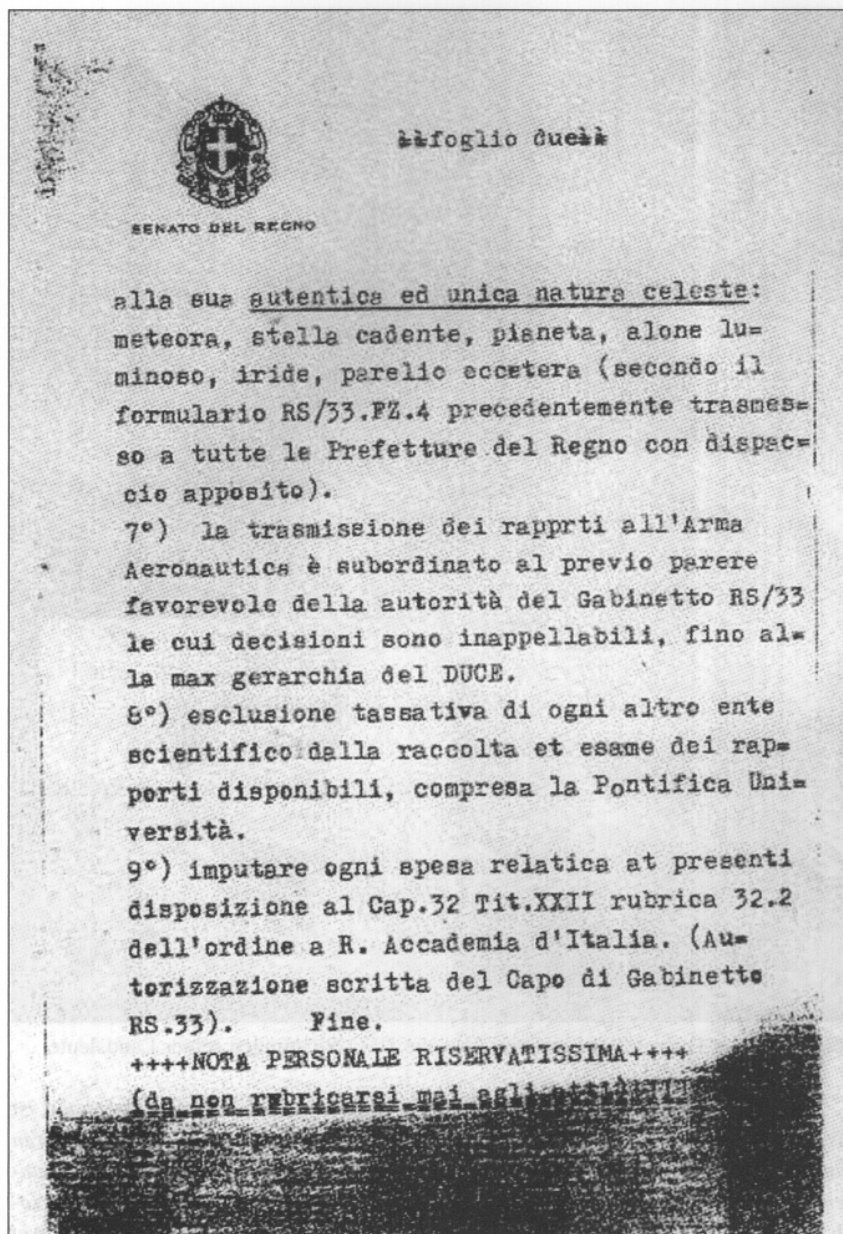 foglio due
SENATO DEL REGNO
alla sua autentica ed unica natura celeste:
meteora, stella cadente, pianeta, alone lu=
minoso, iride, parelio eccetera (secondo il
formulario RS/33.FZ.4 precedentemente trasmes=
so a tutte le Prefetture del Regno con dispac=
cio apposito).
7°) la trasmissione dei rapprti all'Arma
Aeronautica è subordinato al previo parere
favorevole della autorità del Gabinetto RS/33
le cui decisioni sono inappellabili, fino al=
la max gerarchia del DUCE.
8°) esclusione tassativa di ogni altro ente
scientifico dalla raccolta et esame dei rap=
porti disponibili, compresa la Pontifica Uni=
versità.
9°) imputare ogni spesa relatica at presenti
disposizione al Cap.32 Tit.XXII rubrica 32.2
dell'ordine a R. Accademia d'Italia. (Au=
torizzazione scritta del Capo di Gabinetto
RS.33). Fine.
++++NOTA PERSONALE RISERVATISSIMA++++
(da non rubricarsi mai agli atti)